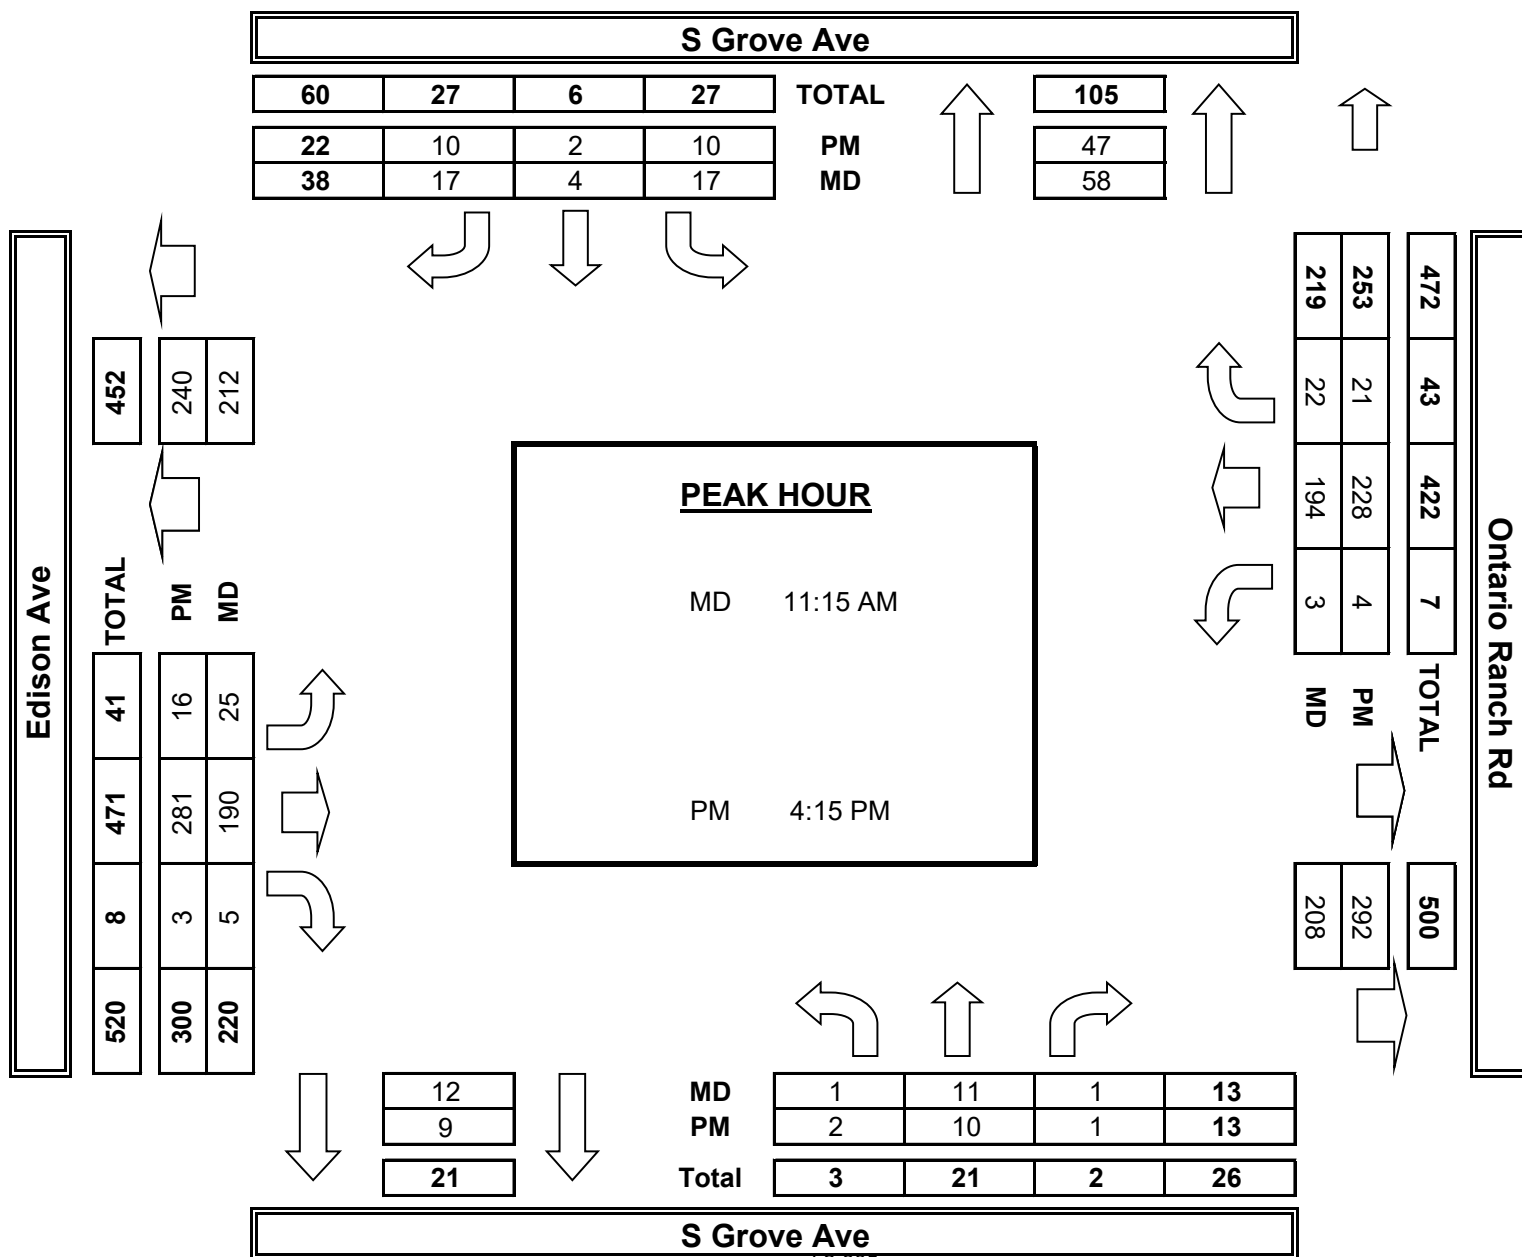 S Grove Ave
60 27 6 27 TOTAL 105
22 10 2 10 PM 47
38 17 4 17 MD 58
Edison Ave
452
240
212
TOTAL
PM
MD
41 471 8 520
16 281 3 300
25 190 5 220
PEAK HOUR
MD 11:15 AM
PM 4:15 PM
472 43 422 7
253 21 228 4
219 22 194 3
TOTAL
PM
MD
500
292
208
Ontario Ranch Rd
12 MD 1 11 1 13
9 PM 2 10 1 13
21 Total 3 21 2 26
S Grove Ave